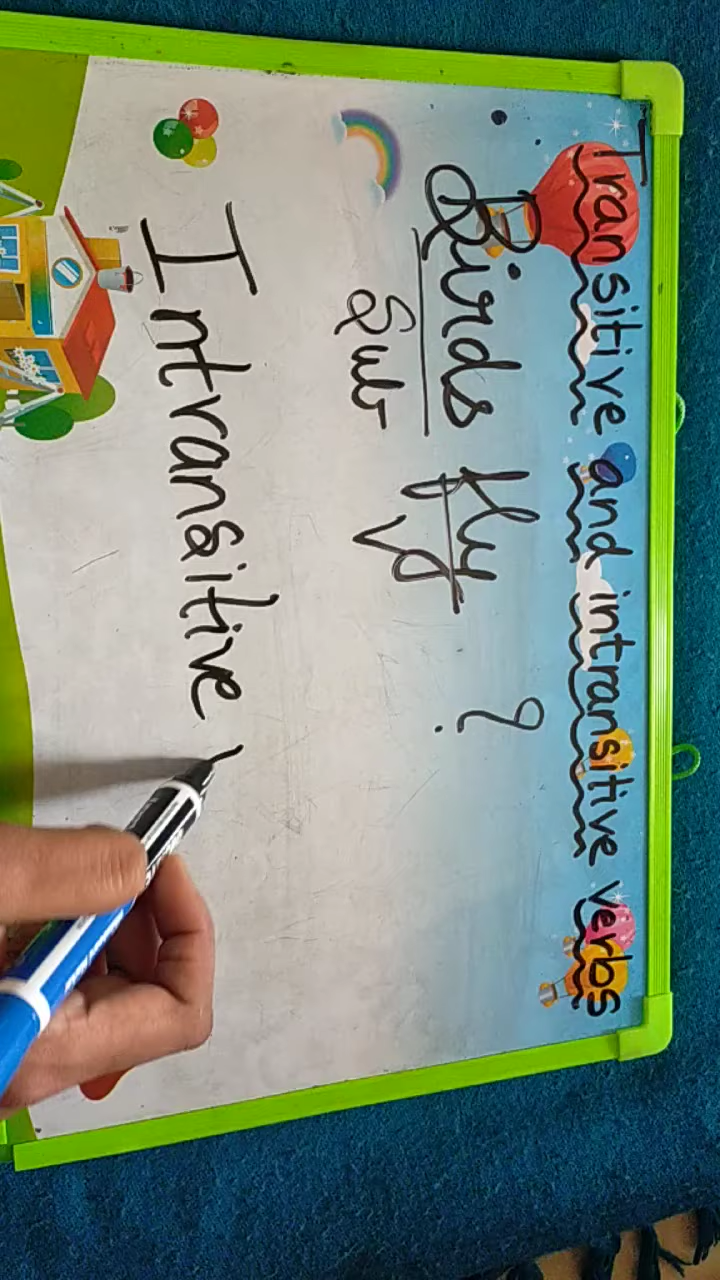 Transitive and intransitive verbs
Birds fly ?
Sub V
Intransitive v